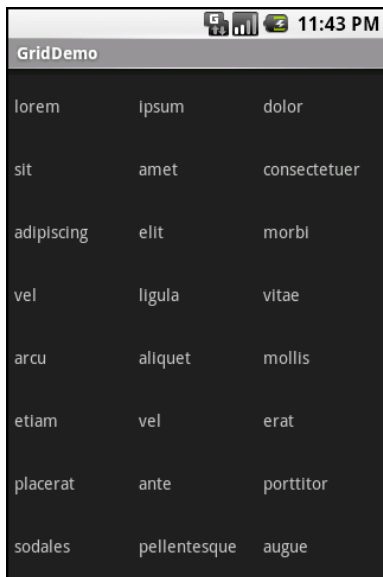 11:43 PM
GridDemo
lorem ipsum dolor
sit amet consectetuer
adipiscing elit morbi
vel ligula vitae
arcu aliquet mollis
etiam vel erat
placerat ante porttitor
sodales pellentesque augue